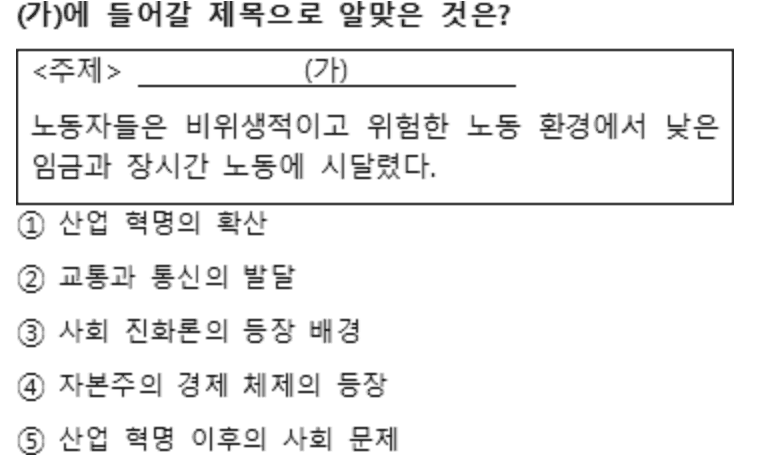 (가)에 들어갈 제목으로 알맞은 것은?
<주제> (가)
노동자들은 비위생적이고 위험한 노동 환경에서 낮은
임금과 장시간 노동에 시달렸다.
① 산업 혁명의 확산
② 교통과 통신의 발달
③ 사회 진화론의 등장 배경
④ 자본주의 경제 체제의 등장
⑤ 산업 혁명 이후의 사회 문제